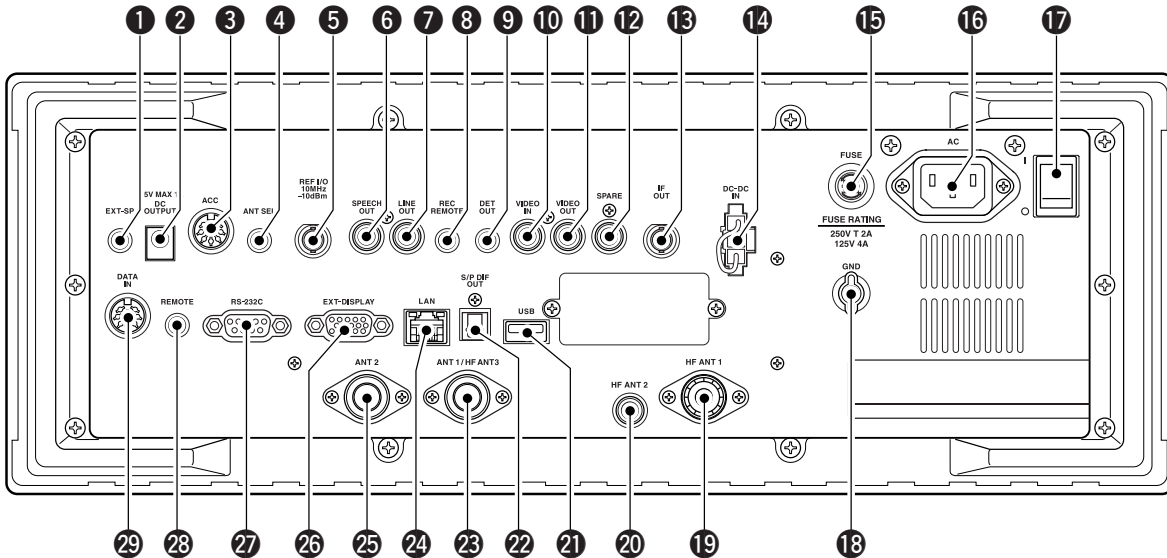 1 2 3 4 5 6 7 8 9 10 11 12 13 14 15 16 17
EXT-SP
5V MAX 1
DC
OUTPUT
ACC
ANT SEL
REF I/O
10MHz
–10dBm
SPEECH
OUT
LINE
OUT
REC
REMOTE
DET
OUT
VIDEO
IN
VIDEO
OUT
SPARE
IF
OUT
DC-DC
IN
FUSE
FUSE RATING
250V T 2A
125V 4A
AC
I
O
GND
DATA
IN
REMOTE
RS-232C
EXT-DISPLAY
LAN
S/P DIF
OUT
USB
ANT 2
ANT 1 / HF ANT3
HF ANT 2
HF ANT 1
29 28 27 26 25 24 23 22 21 20 19 18